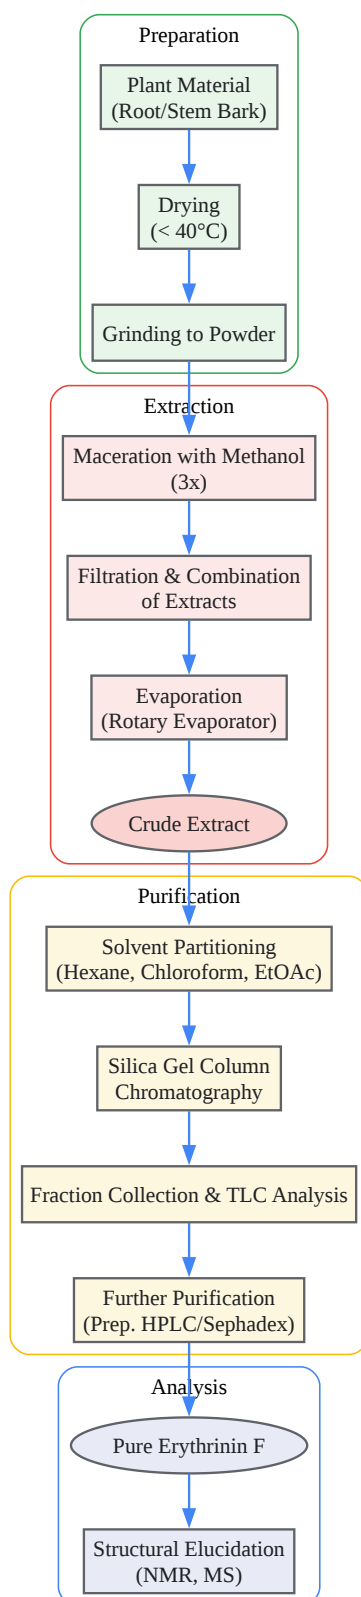 Preparation
Plant Material
(Root/Stem Bark)
Drying
(< 40°C)
Grinding to Powder
Extraction
Maceration with Methanol
(3x)
Filtration & Combination
of Extracts
Evaporation
(Rotary Evaporator)
Crude Extract
Purification
Solvent Partitioning
(Hexane, Chloroform, EtOAc)
Silica Gel Column
Chromatography
Fraction Collection & TLC Analysis
Further Purification
(Prep. HPLC/Sephadex)
Analysis
Pure Erythrinin F
Structural Elucidation
(NMR, MS)